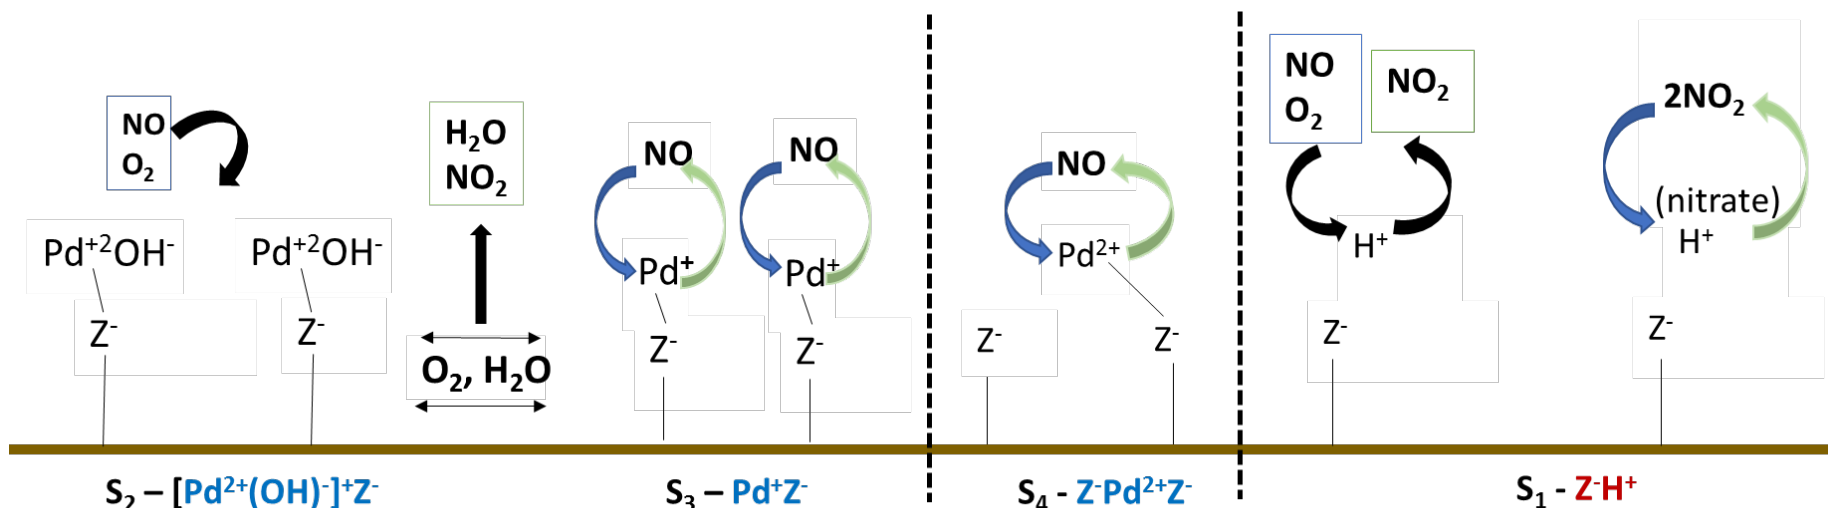 NO
O₂
Pd⁺²OH⁻
Z⁻
Pd⁺²OH⁻
Z⁻
H₂O
NO₂
O₂, H₂O
NO
Pd⁺
Z⁻
NO
Pd⁺
Z⁻
NO
Pd²⁺
Z⁻
Z⁻
NO
O₂
NO₂
H⁺
Z⁻
2NO₂
(nitrate)
H⁺
Z⁻
S₂ – [Pd²⁺(OH)⁻]⁺Z⁻
S₃ – Pd⁺Z⁻
S₄ - Z⁻Pd²⁺Z⁻
S₁ - Z⁻H⁺